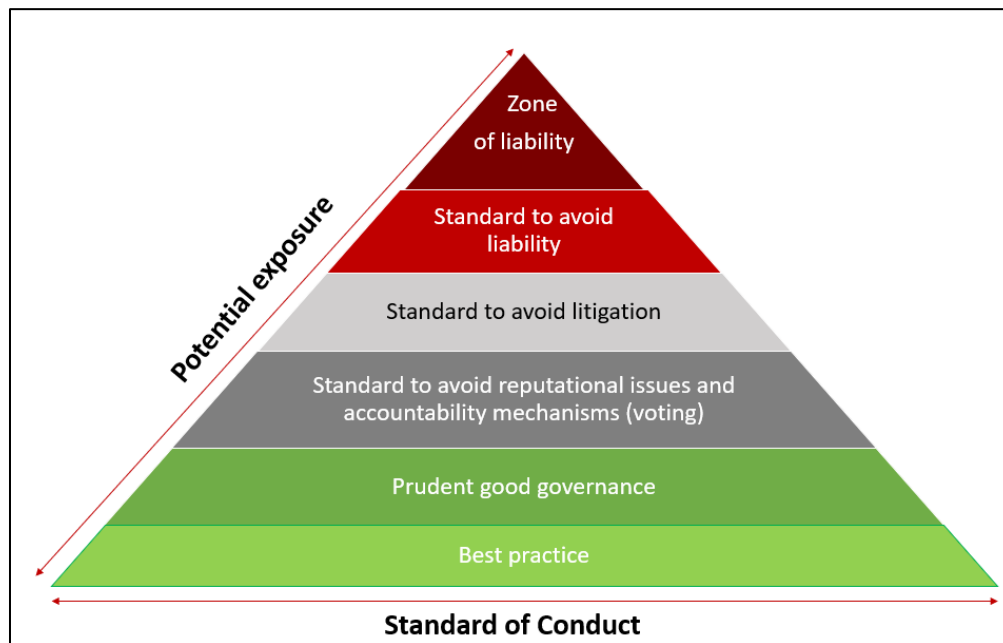 Zone
of liability
Standard to avoid
liability
Standard to avoid litigation
Standard to avoid reputational issues and
accountability mechanisms (voting)
Prudent good governance
Best practice
Potential exposure
Standard of Conduct